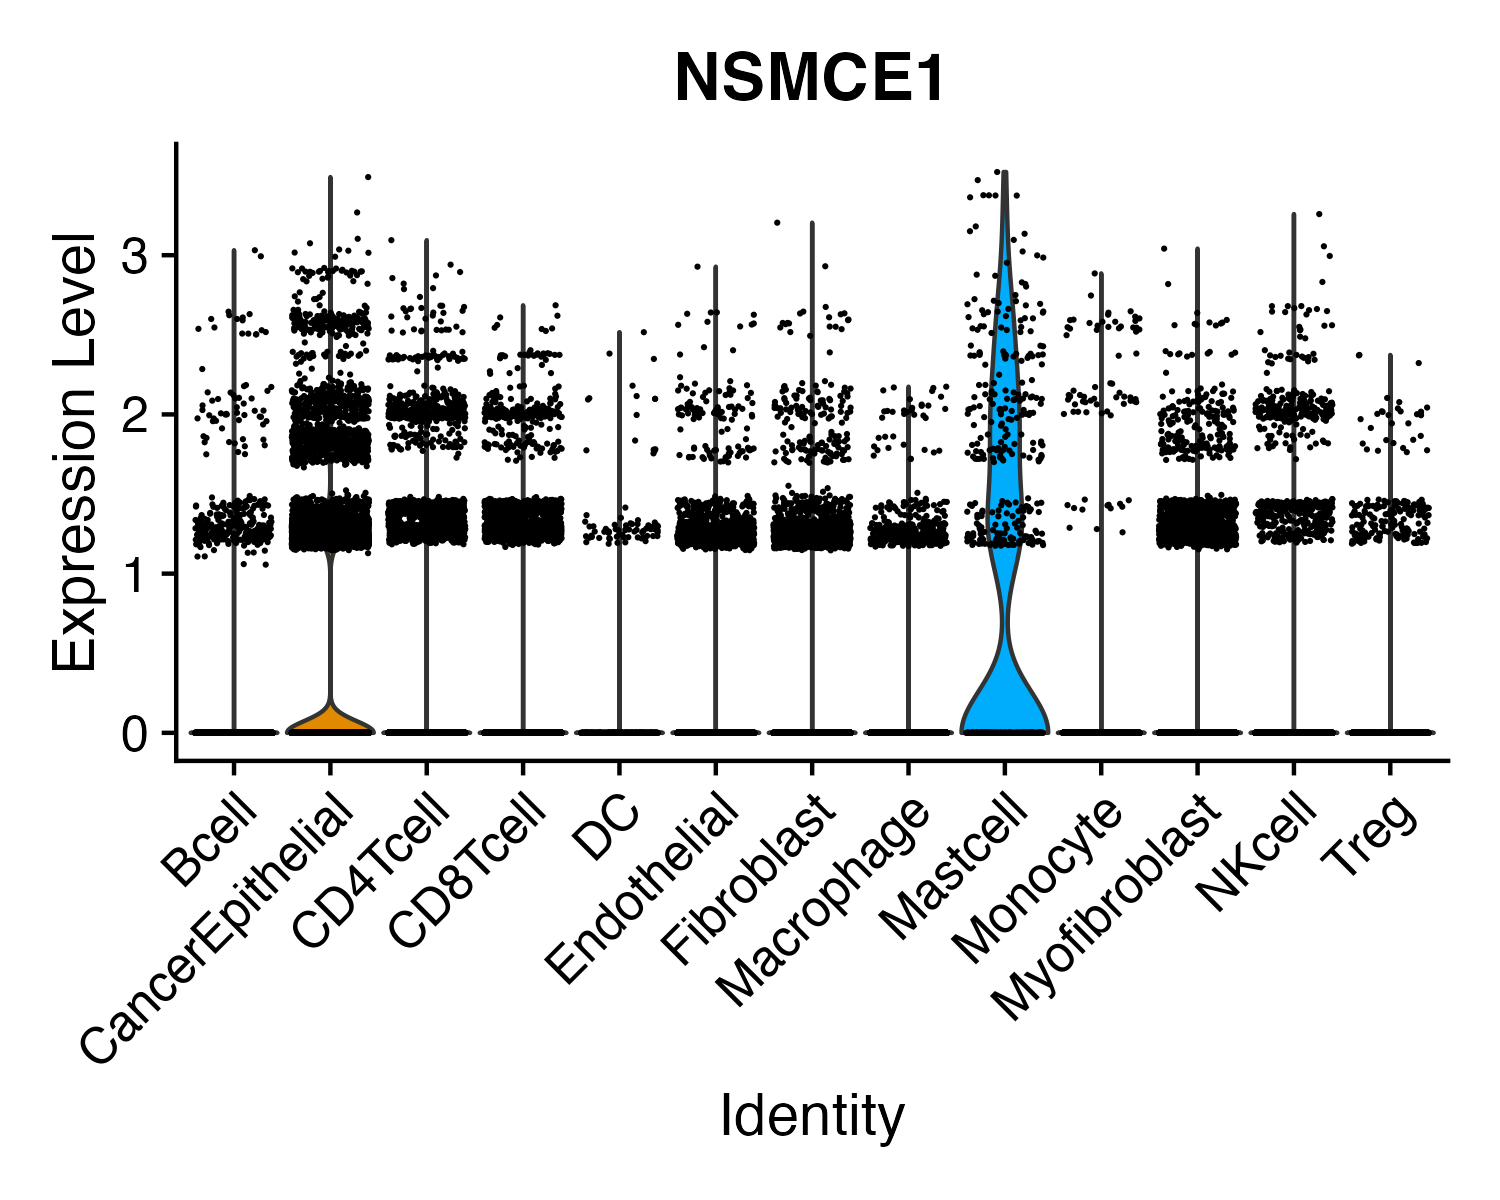 NSMCE1
Expression Level
3
2
1
0
Bcell
CancerEpithelial
CD4Tcell
CD8Tcell
DC
Endothelial
Fibroblast
Macrophage
Mastcell
Monocyte
Myofibroblast
NKcell
Treg
Identity